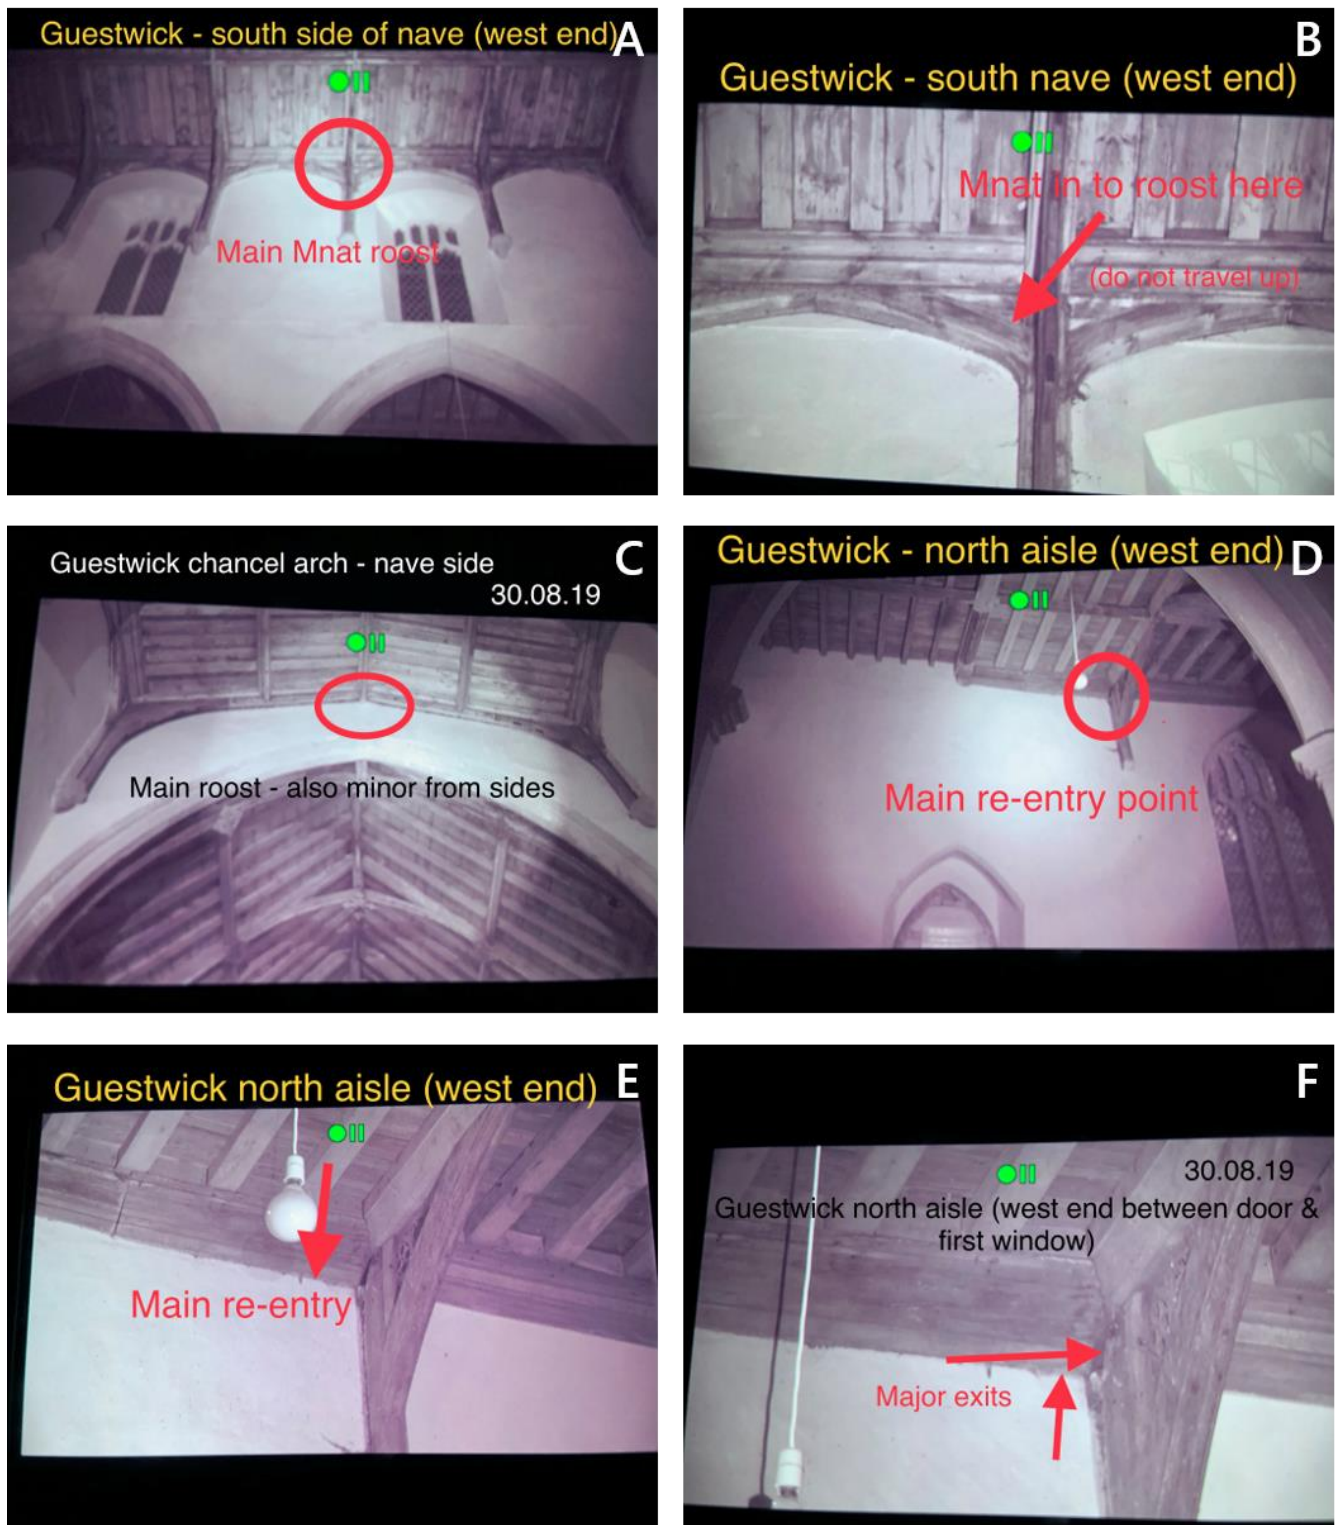 Guestwick - south side of nave (west end)
A
Main Mnat roost
B
Guestwick - south nave (west end)
Mnat in to roost here
(do not travel up)
C
Guestwick chancel arch - nave side
30.08.19
Main roost - also minor from sides
Guestwick - north aisle (west end)
D
Main re-entry point
E
Guestwick north aisle (west end)
Main re-entry
F
30.08.19
Guestwick north aisle (west end between door &
first window)
Major exits